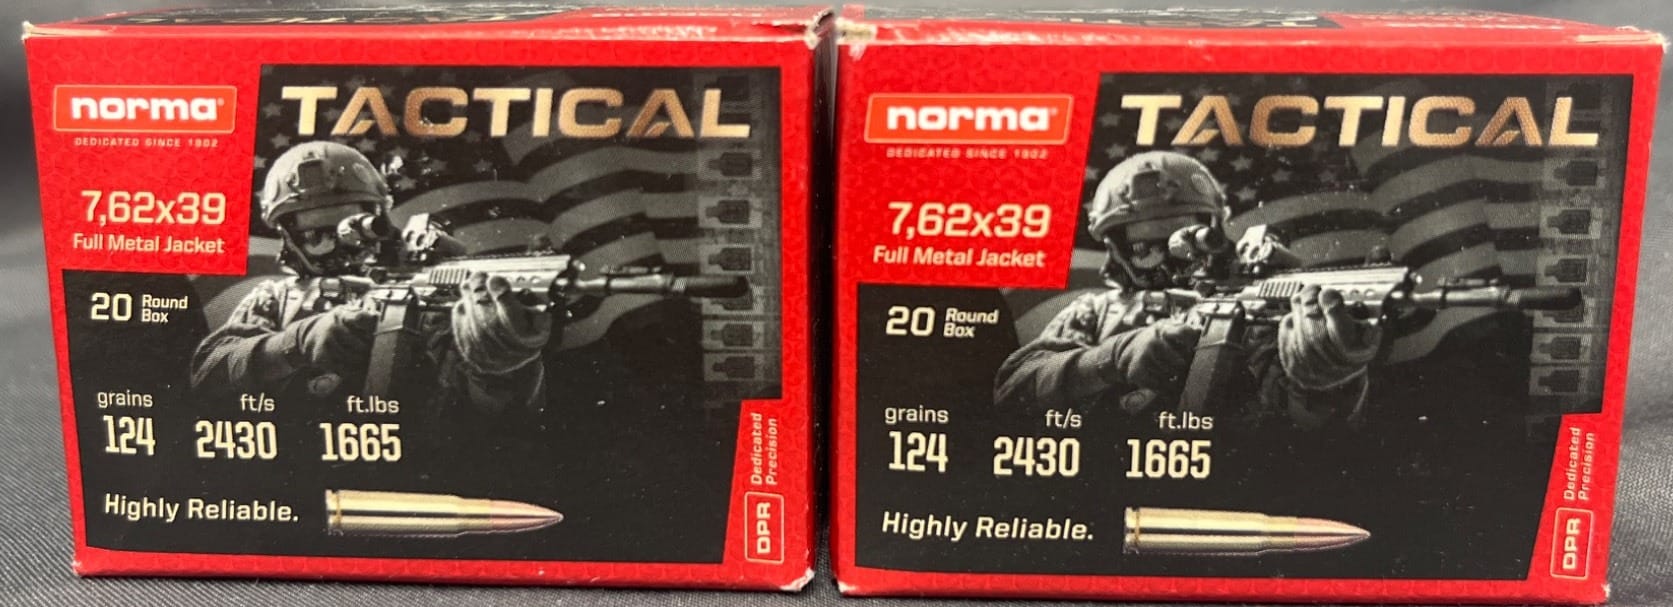 norma
DEDICATED SINCE 1902
TACTICAL
7,62x39
Full Metal Jacket
20 Round
Box
grains ft/s ft.lbs
124 2430 1665
Highly Reliable.
DPR Dedicated
Precision
norma
DEDICATED SINCE 1902
TACTICAL
7,62x39
Full Metal Jacket
20 Round
Box
grains ft/s ft.lbs
124 2430 1665
Highly Reliable.
DPR Dedicated
Precision